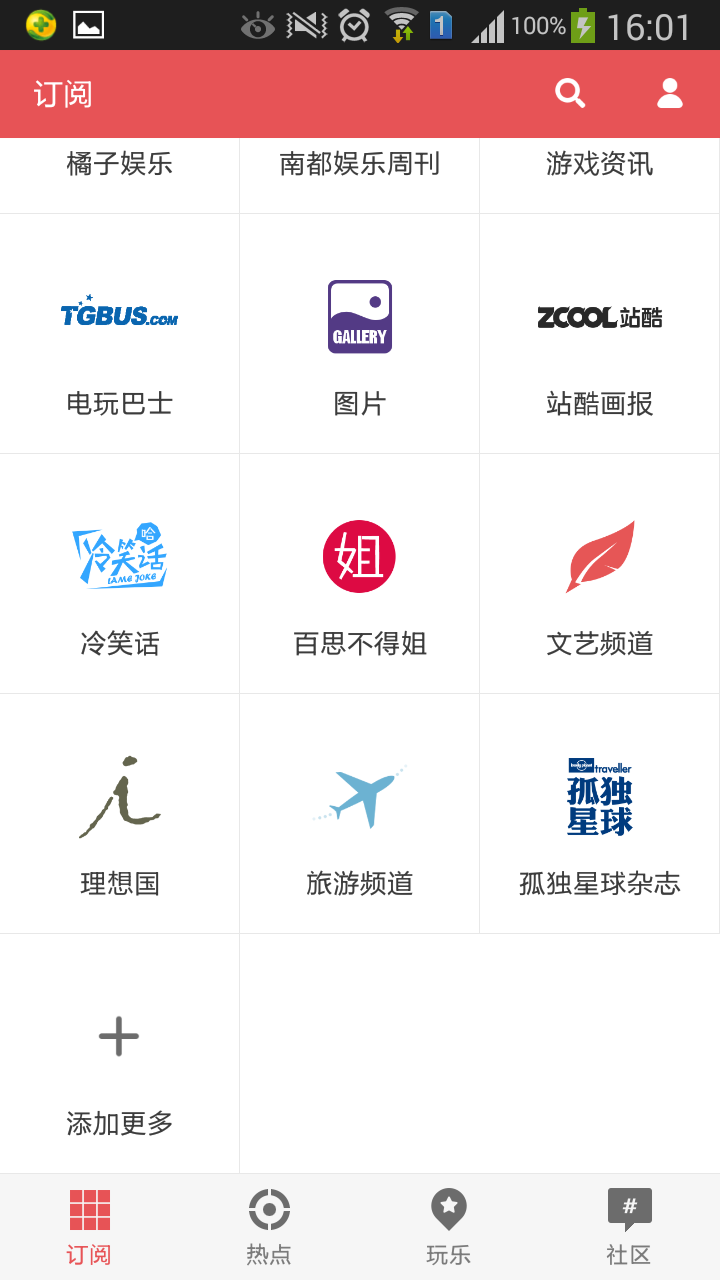 1 100% 16:01
订阅
橘子娱乐 南都娱乐周刊 游戏资讯
TGBUS.COM GALLERY ZCOOL站酷
电玩巴士 图片 站酷画报
哈
冷笑话 姐
LAME JOKE
冷笑话 百思不得姐 文艺频道
i traveller
孤独
星球
理想国 旅游频道 孤独星球杂志
添加更多
#
订阅 热点 玩乐 社区